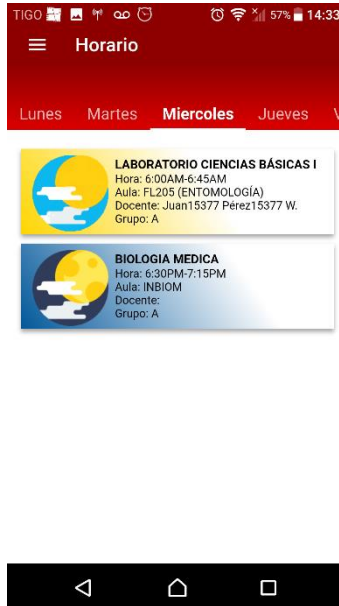 TIGO 57% 14:33
Horario
Lunes Martes Miercoles Jueves V
LABORATORIO CIENCIAS BÁSICAS I
Hora: 6:00AM-6:45AM
Aula: FL205 (ENTOMOLOGÍA)
Docente: Juan15377 Pérez15377 W.
Grupo: A
BIOLOGIA MEDICA
Hora: 6:30PM-7:15PM
Aula: INBIOM
Docente:
Grupo: A